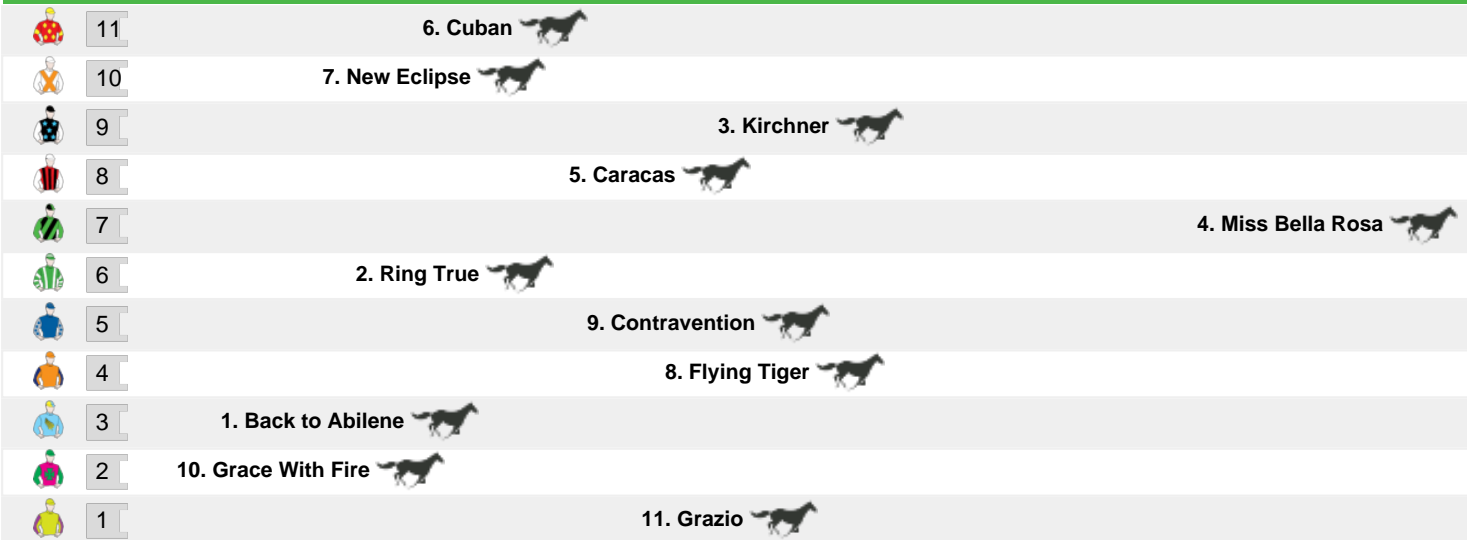 11 6. Cuban
10 7. New Eclipse
9 3. Kirchner
8 5. Caracas
7 4. Miss Bella Rosa
6 2. Ring True
5 9. Contravention
4 8. Flying Tiger
3 1. Back to Abilene
2 10. Grace With Fire
1 11. Grazio